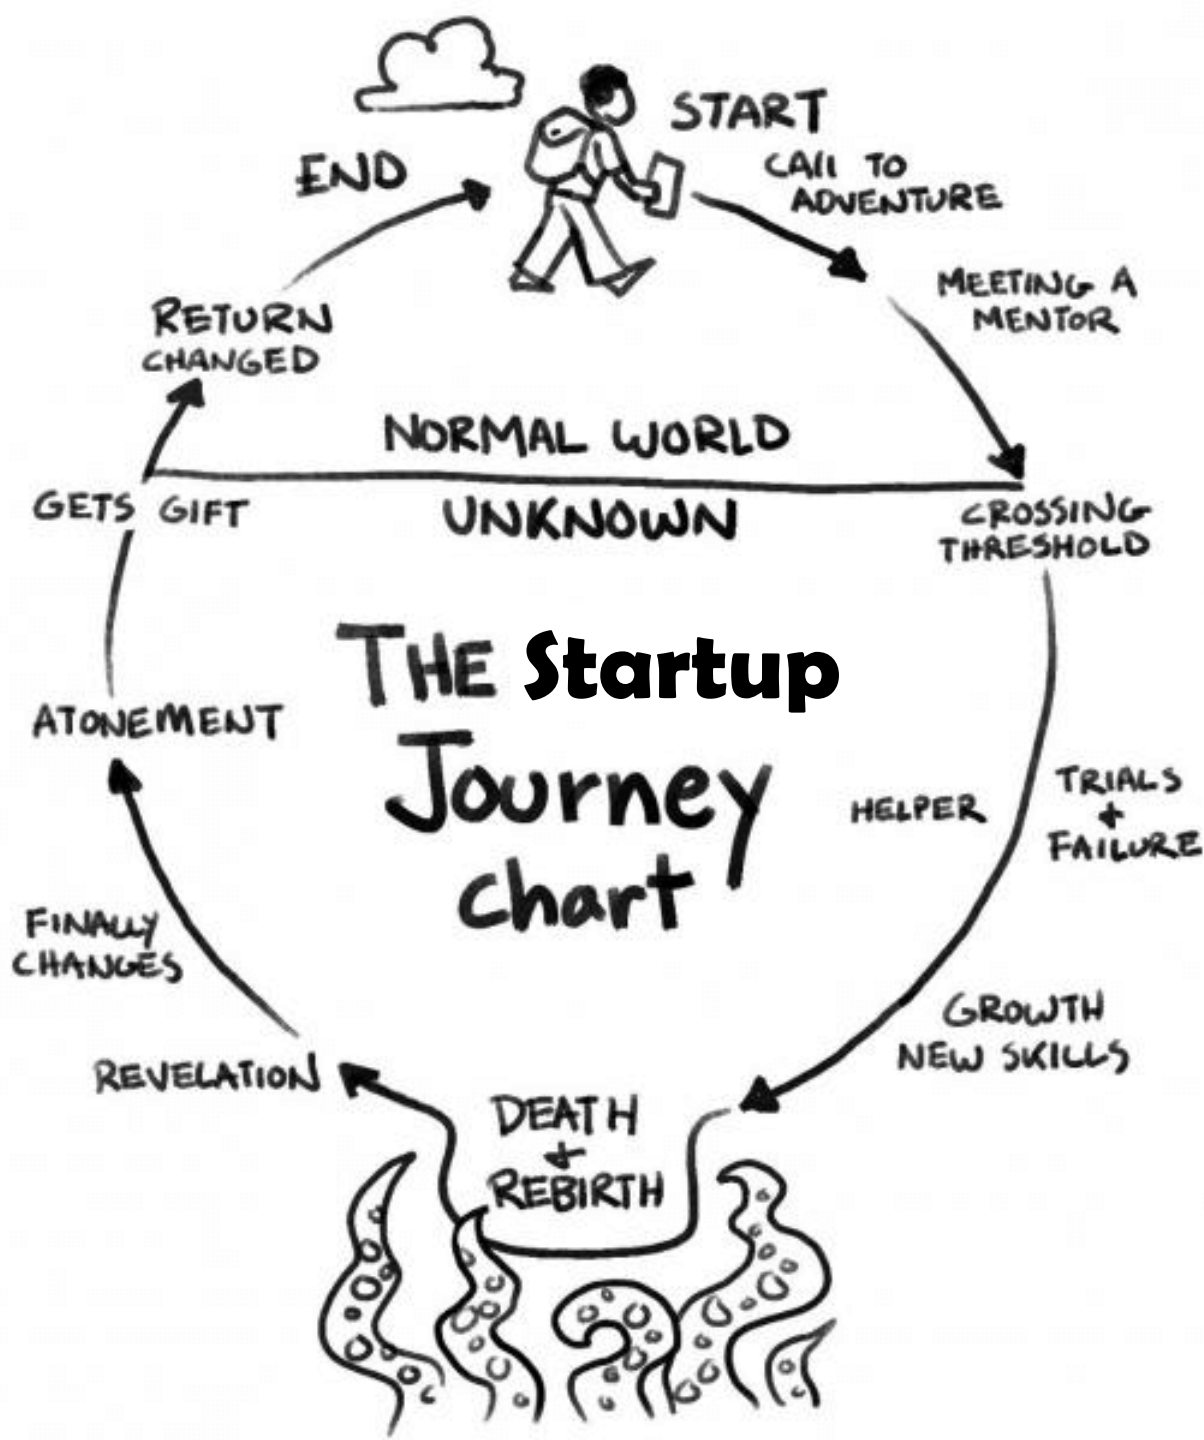 START
CALL TO
ADVENTURE
MEETING A
MENTOR
CROSSING
THRESHOLD
HELPER
TRIALS
+
FAILURE
GROWTH
NEW SKILLS
DEATH
+
REBIRTH
REVELATION
FINALLY
CHANGES
ATONEMENT
GETS GIFT
RETURN
CHANGED
END
NORMAL WORLD
UNKNOWN
THE Startup
Journey
chart